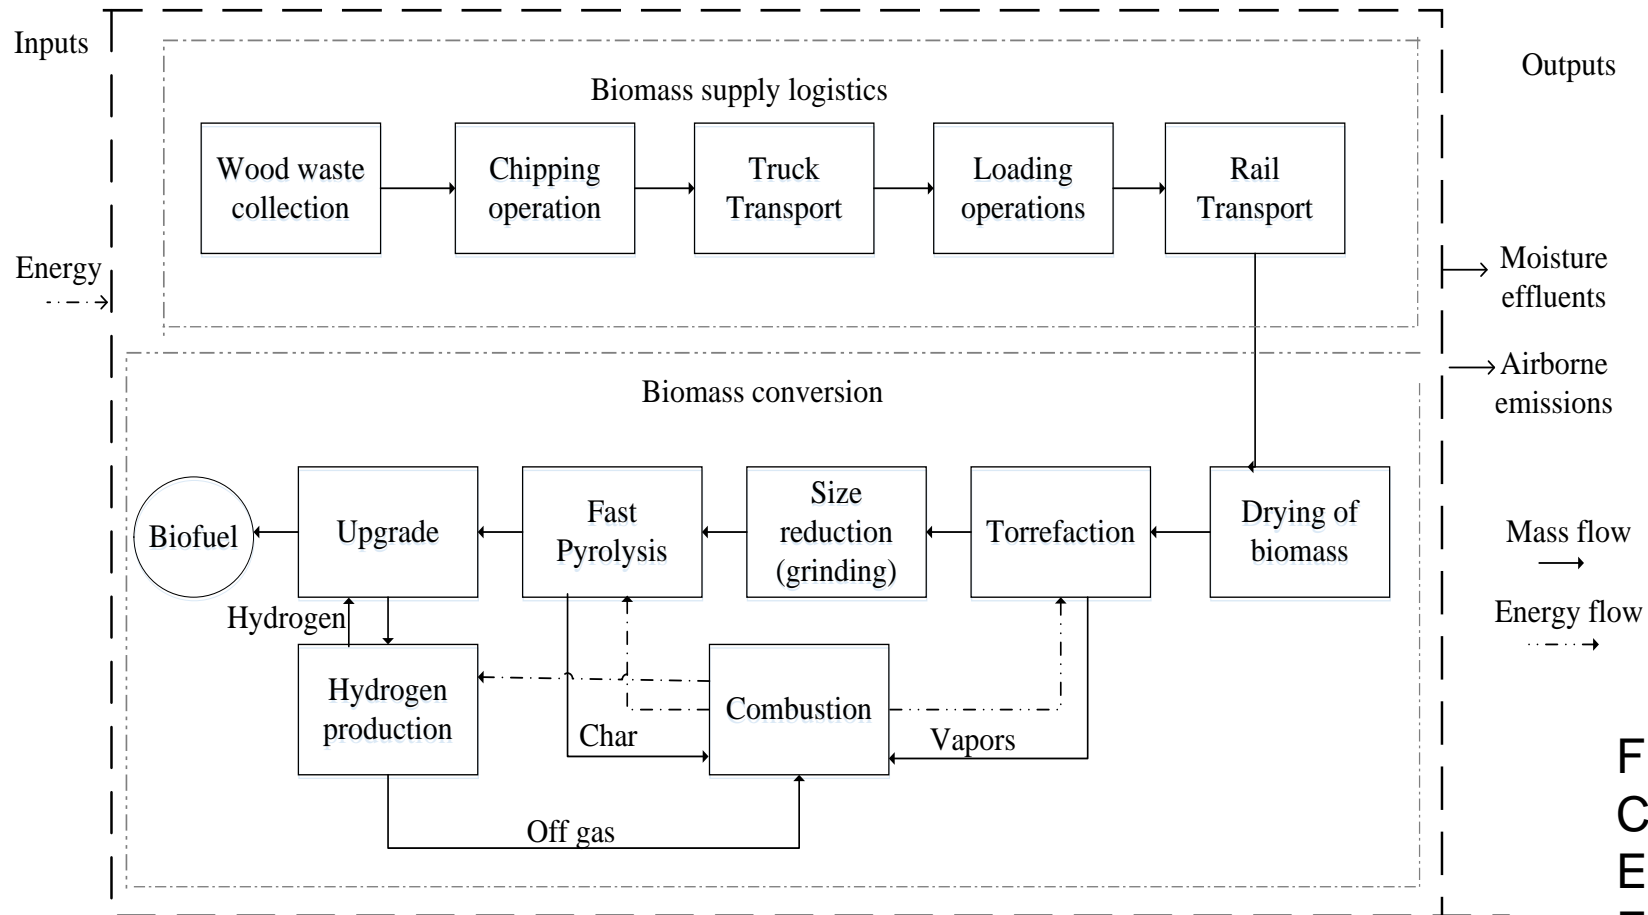 Inputs
Outputs
Biomass supply logistics
Wood waste
collection
Chipping
operation
Truck
Transport
Loading
operations
Rail
Transport
Energy
Moisture
effluents
Airborne
emissions
Biomass conversion
Biofuel
Upgrade
Fast
Pyrolysis
Size
reduction
(grinding)
Torrefaction
Drying of
biomass
Mass flow
Energy flow
Hydrogen
Hydrogen
production
Combustion
Char
Vapors
Off gas
F
C
E